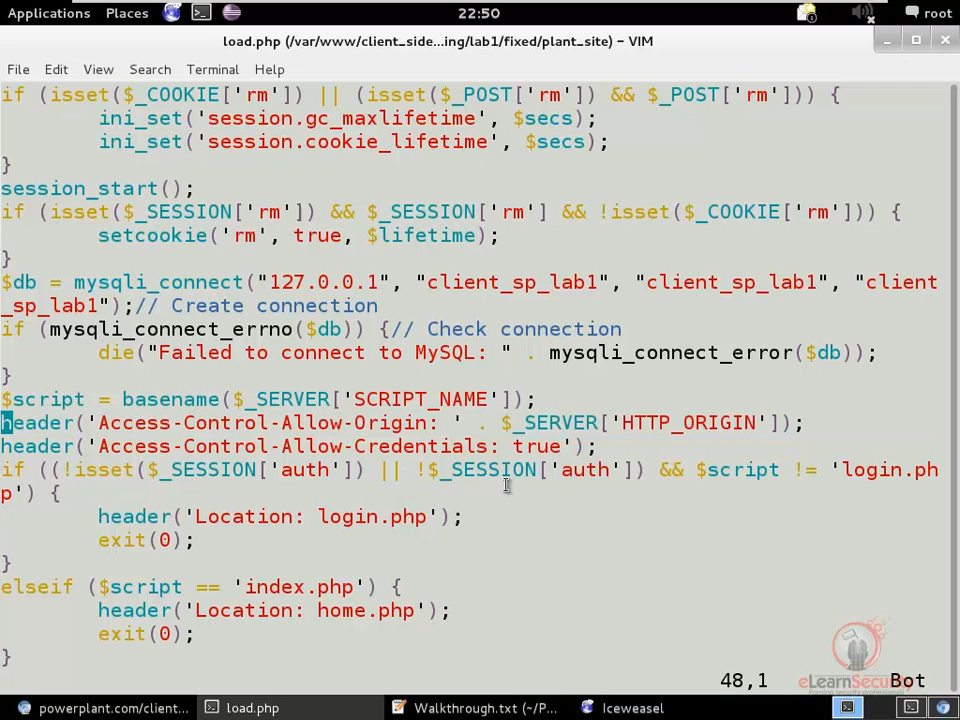 Applications Places 22:50 root
load.php (/var/www/client_side...ing/lab1/fixed/plant_site) - VIM
File Edit View Search Terminal Help
if (isset($_COOKIE['rm']) || (isset($_POST['rm']) && $_POST['rm'])) {
ini_set('session.gc_maxlifetime', $secs);
ini_set('session.cookie_lifetime', $secs);
}
session_start();
if (isset($_SESSION['rm']) && $_SESSION['rm'] && !isset($_COOKIE['rm'])) {
setcookie('rm', true, $lifetime);
}
$db = mysqli_connect("127.0.0.1", "client_sp_lab1", "client_sp_lab1", "client
_sp_lab1");// Create connection
if (mysqli_connect_errno($db)) {// Check connection
die("Failed to connect to MySQL: " . mysqli_connect_error($db));
}
$script = basename($_SERVER['SCRIPT_NAME']);
header('Access-Control-Allow-Origin: ' . $_SERVER['HTTP_ORIGIN']);
header('Access-Control-Allow-Credentials: true');
if ((!isset($_SESSION['auth']) || !$_SESSION['auth']) && $script != 'login.ph
p') {
header('Location: login.php');
exit(0);
}
elseif ($script == 'index.php') {
header('Location: home.php');
exit(0);
}
48,1 Bot
eLearnSecurity
powerplant.com/client... load.php Walkthrough.txt (~/P... Iceweasel